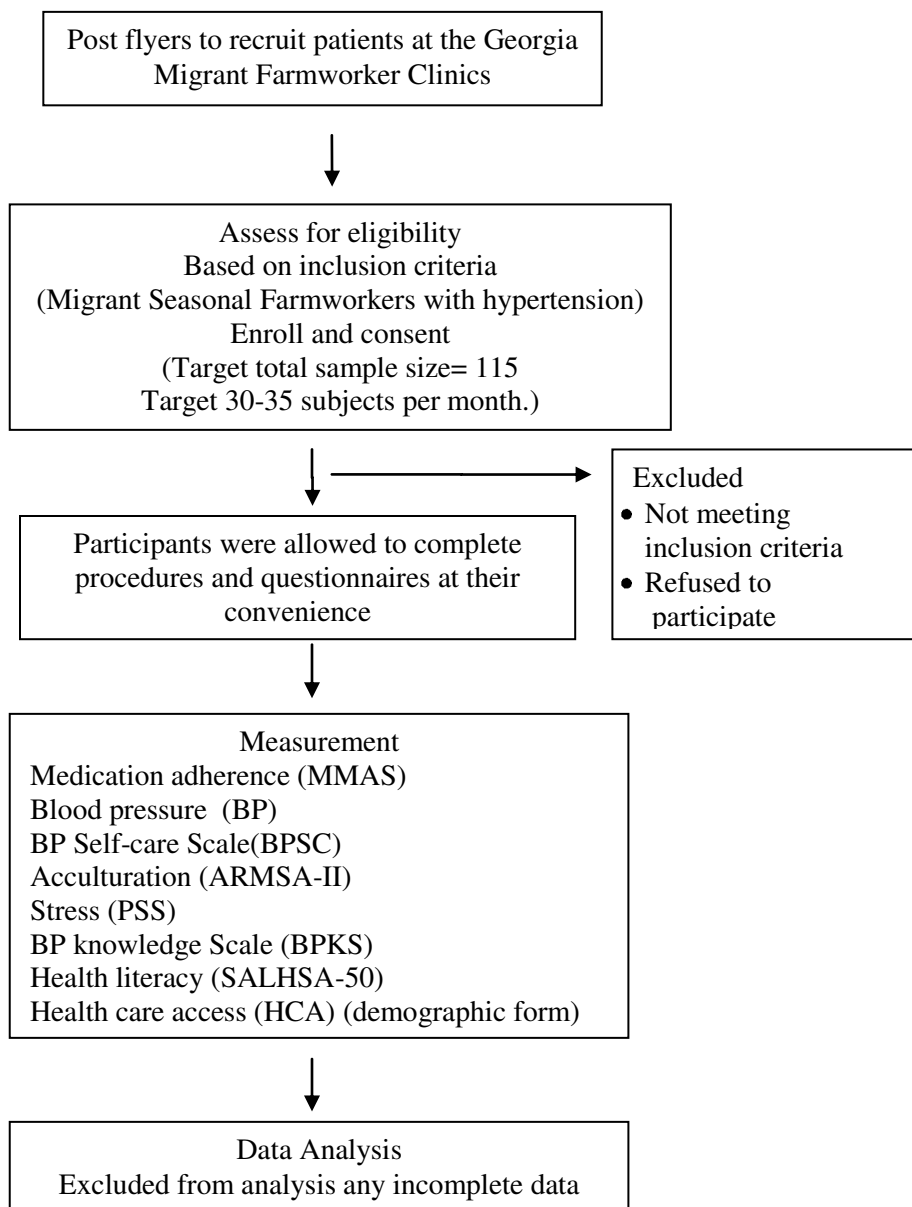 Post flyers to recruit patients at the Georgia
Migrant Farmworker Clinics
Assess for eligibility
Based on inclusion criteria
(Migrant Seasonal Farmworkers with hypertension)
Enroll and consent
(Target total sample size= 115
Target 30-35 subjects per month.)
Excluded
• Not meeting
inclusion criteria
• Refused to
participate
Participants were allowed to complete
procedures and questionnaires at their
convenience
Measurement
Medication adherence (MMAS)
Blood pressure  (BP)
BP Self-care Scale(BPSC)
Acculturation (ARMSA-II)
Stress (PSS)
BP knowledge Scale (BPKS)
Health literacy (SALHSA-50)
Health care access (HCA) (demographic form)
Data Analysis
Excluded from analysis any incomplete data